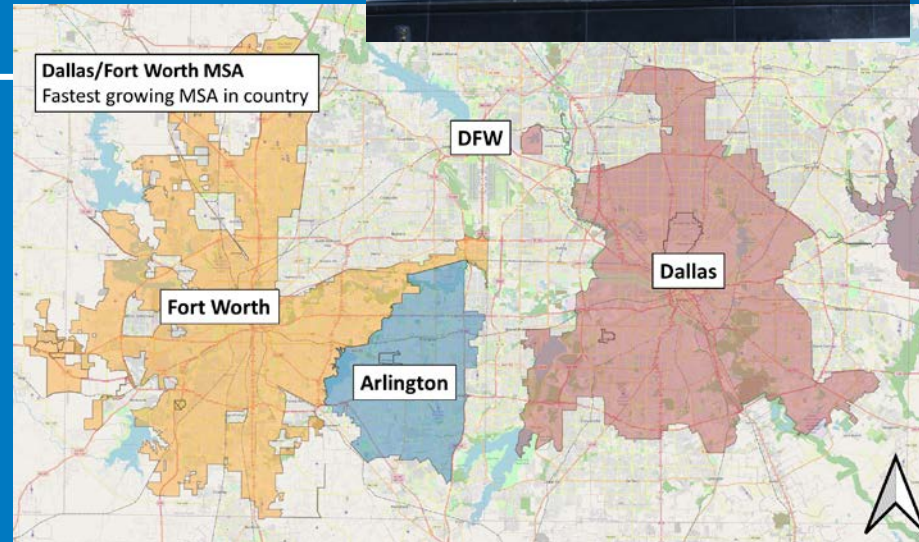 Dallas/Fort Worth MSA
Fastest growing MSA in country
DFW
Dallas
Fort Worth
Arlington